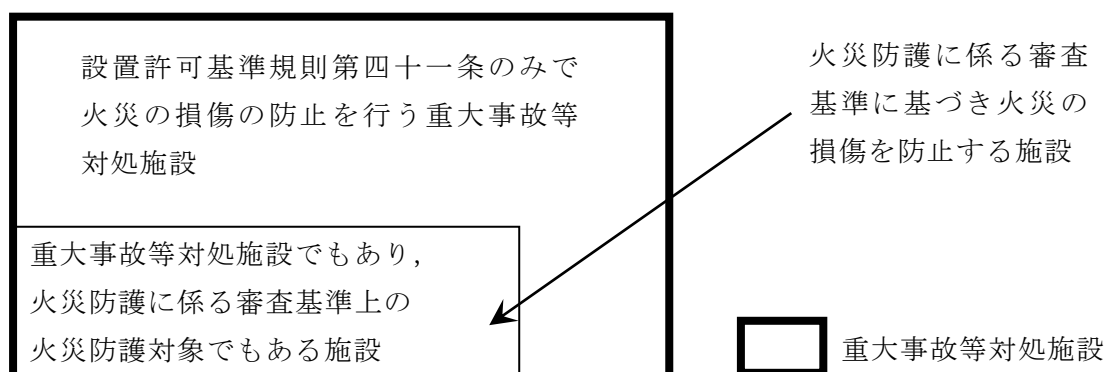 設置許可基準規則第四十一条のみで
火災の損傷の防止を行う重大事故等
対処施設
火災防護に係る審査
基準に基づき火災の
損傷を防止する施設
重大事故等対処施設でもあり，
火災防護に係る審査基準上の
火災防護対象でもある施設
重大事故等対処施設